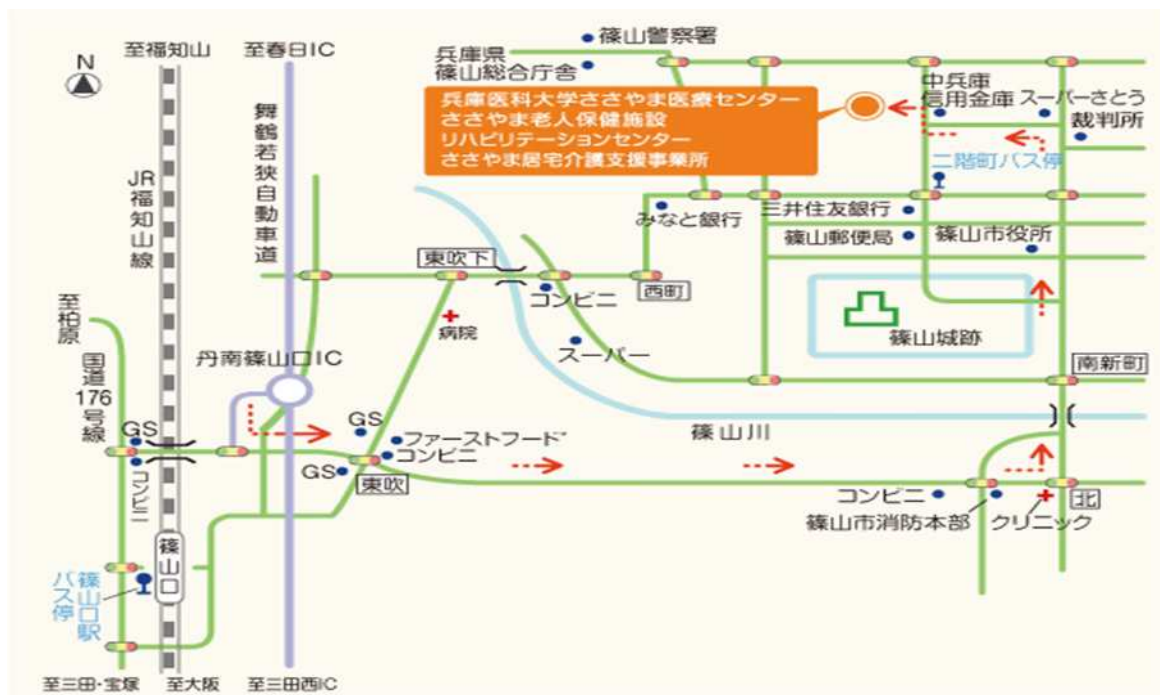 至福知山
至春日IC
N
兵庫県
篠山総合庁舎
篠山警察署
中兵庫
信用金庫
スーパーさとう
裁判所
兵庫医科大学ささやま医療センター
ささやま老人保健施設
リハビリテーションセンター
ささやま居宅介護支援事業所
二階町バス停
JR福知山線
舞鶴若狭自動車道
みなと銀行
三井住友銀行
篠山郵便局
篠山市役所
東吹下
コンビニ
西町
至柏原
病院
スーパー
篠山城跡
丹南篠山口IC
南新町
国道176号線
GS
GS
ファーストフード
コンビニ
篠山川
GS
東吹
コンビニ
コンビニ
北
篠山市消防本部
クリニック
篠山口
篠山口駅
バス停
至三田・宝塚
至大阪
至三田西IC